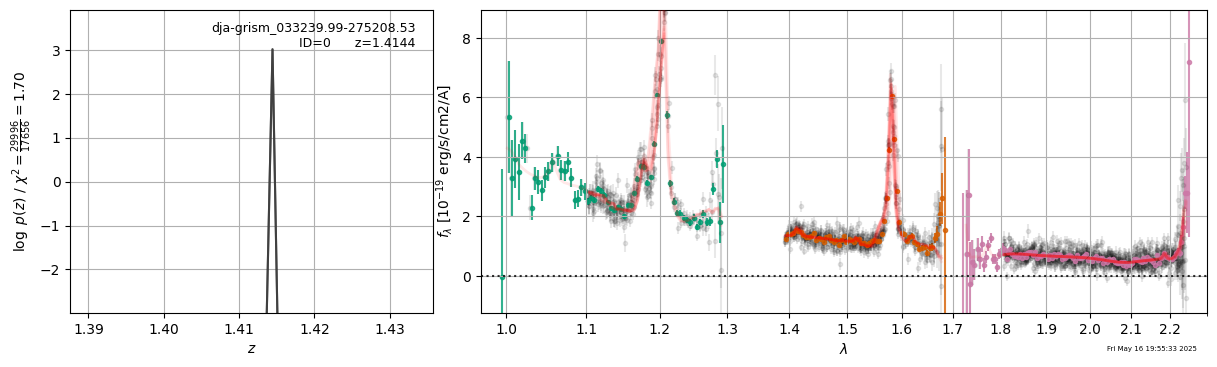 dja-grism_033239.99-275208.53
ID=0 z=1.4144
log p(z) / χ² = 29996/17656 = 1.70
3
2
1
0
−1
−2
1.39 1.40 1.41 1.42 1.43
z
f_λ [10⁻¹⁹ erg/s/cm2/A]
8
6
4
2
0
1.0 1.1 1.2 1.3 1.4 1.5 1.6 1.7 1.8 1.9 2.0 2.1 2.2
λ
Fri May 16 19:55:33 2025